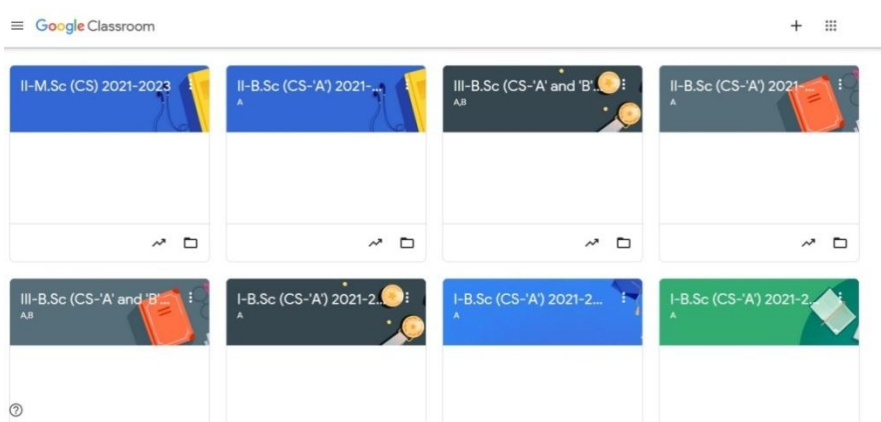 Google Classroom
II-M.Sc (CS) 2021-2023
II-B.Sc (CS-'A') 2021-...
A
III-B.Sc (CS-'A' and 'B'...
A,B
II-B.Sc (CS-'A') 2021-...
A
III-B.Sc (CS-'A' and 'B'...
A,B
I-B.Sc (CS-'A') 2021-2...
A
I-B.Sc (CS-'A') 2021-2...
A
I-B.Sc (CS-'A') 2021-2...
A